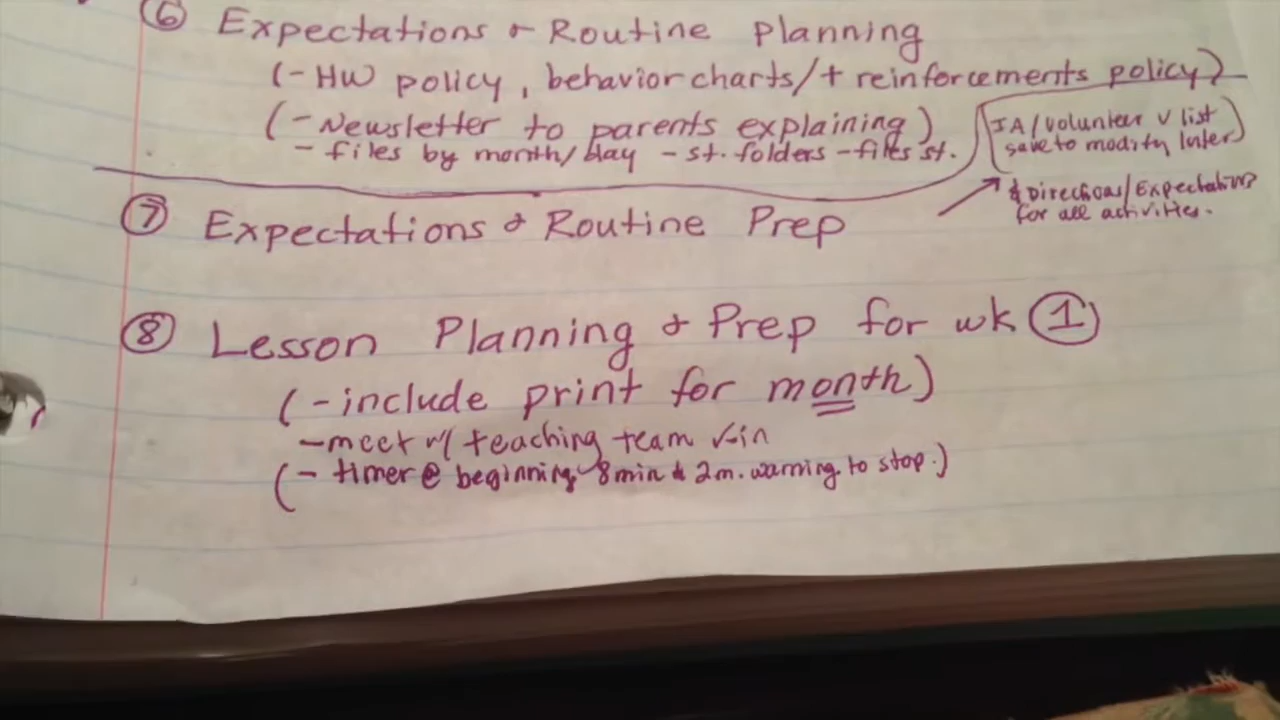 ⑥ Expectations & Routine Planning
(- HW policy, behavior charts/+ reinforcements policy)
(- Newsletter to parents explaining)
- files by month/day - st. folders - files st.
IA/Volunteer √ list
save to modify later)
& Directions/Expectations
for all activities.
⑦ Expectations & Routine Prep
⑧ Lesson Planning & Prep for wk ①
(- include print for month)
- meet w/ teaching team √-in
(- timer @ beginning, 8min & 2m. warning. to stop.)